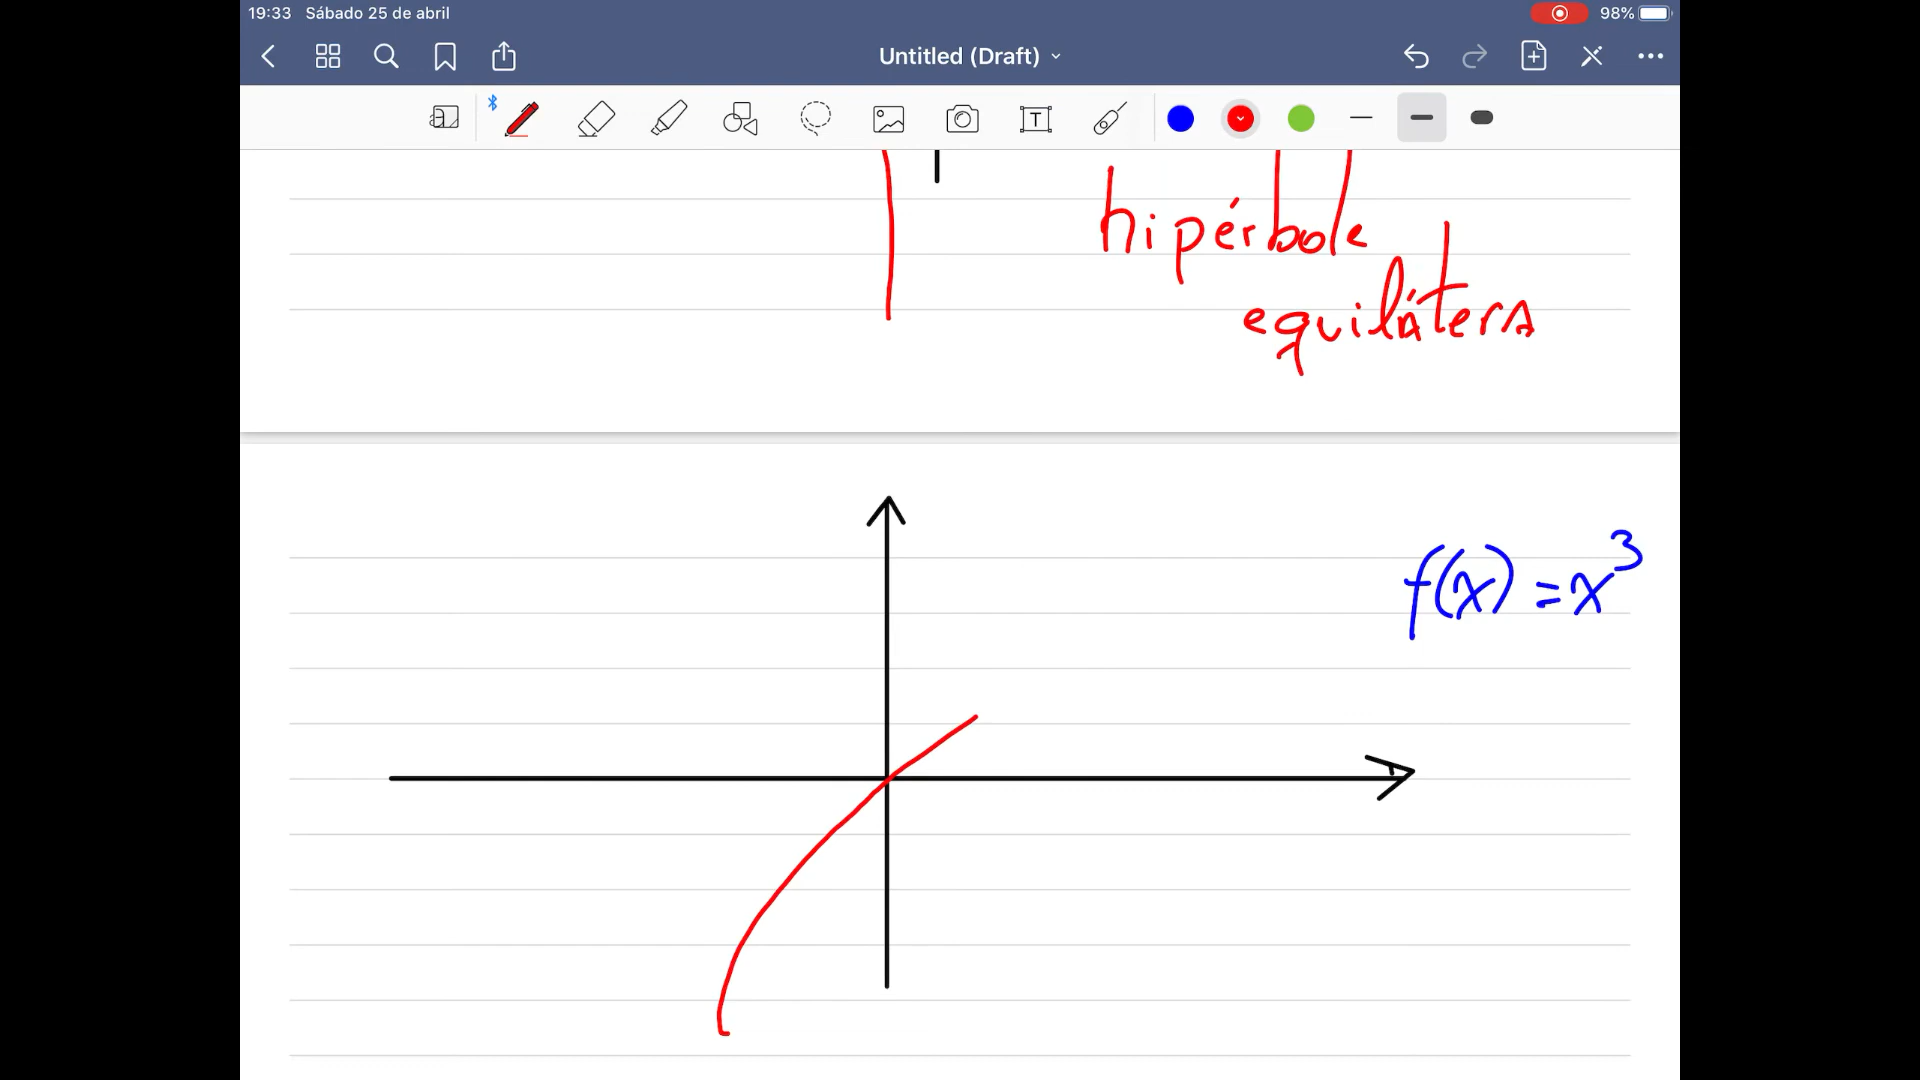 19:33 Sábado 25 de abril 98%
Untitled (Draft)
T
hipérbole
equilátera
f(x) = x³